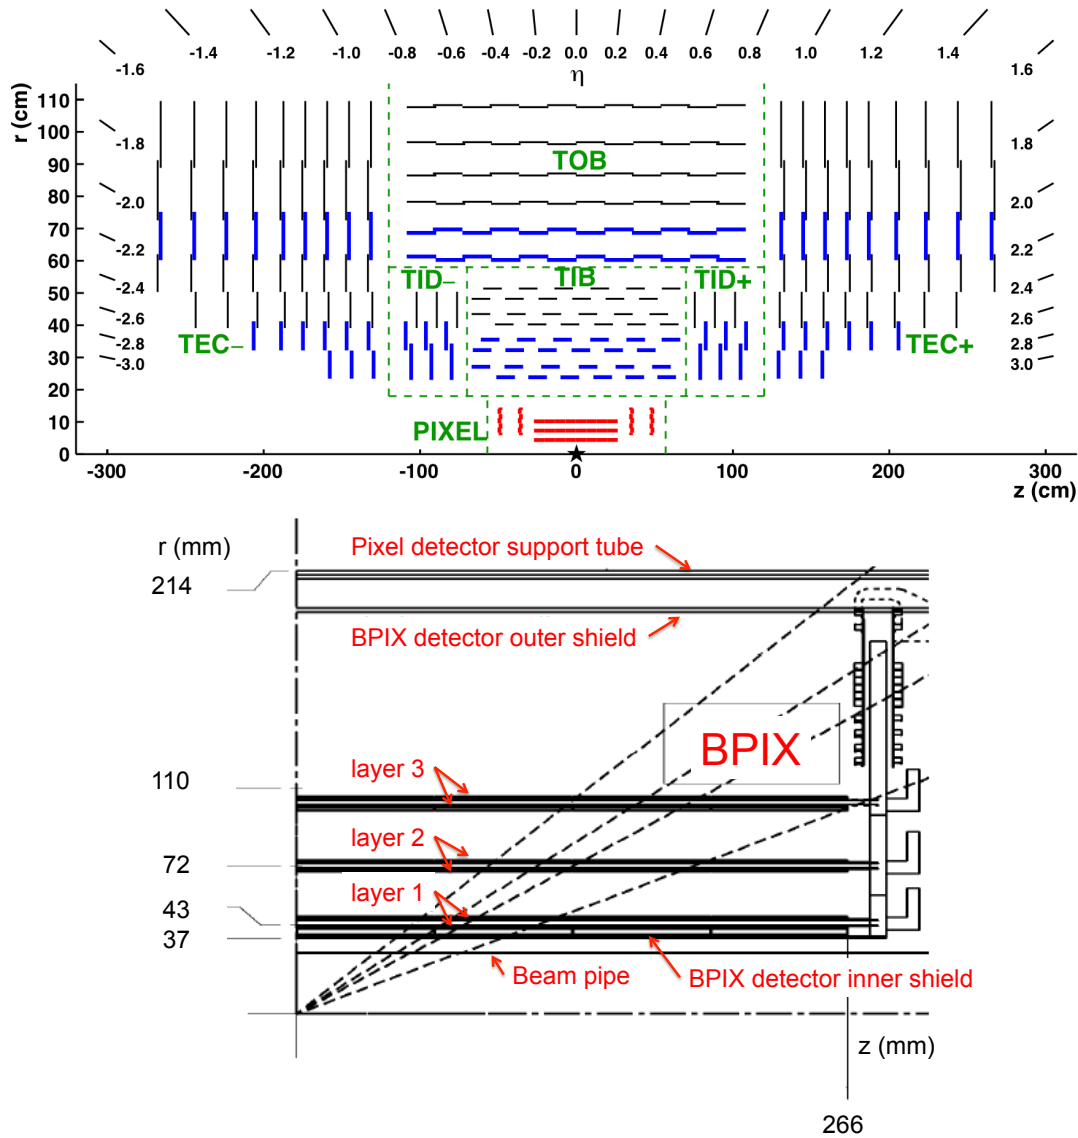 -1.4 -1.2 -1.0 -0.8 -0.6 -0.4 -0.2 0.0 0.2 0.4 0.6 0.8 1.0 1.2 1.4
-1.6 η 1.6
r (cm)
110
100
-1.8 1.8
90
TOB
80
-2.0 2.0
70
-2.2 2.2
60
TID– TIB TID+
-2.4 2.4
50
-2.6 2.6
40
TEC– TEC+
-2.8 2.8
30
-3.0 3.0
20
10
PIXEL
0
-300 -200 -100 0 100 200 300
z (cm)
r (mm)
Pixel detector support tube
214
BPIX detector outer shield
BPIX
layer 3
110
layer 2
72
layer 1
43
37
Beam pipe
BPIX detector inner shield
z (mm)
266